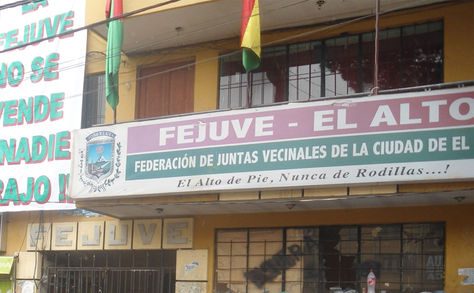 LA
FEJUVE
NO SE
VENDE
NADIE
RAJO !!
FEJUVE - EL ALTO
FEDERACIÓN DE JUNTAS VECINALES DE LA CIUDAD DE EL
El Alto de Pie, Nunca de Rodillas...!
FEJUVE